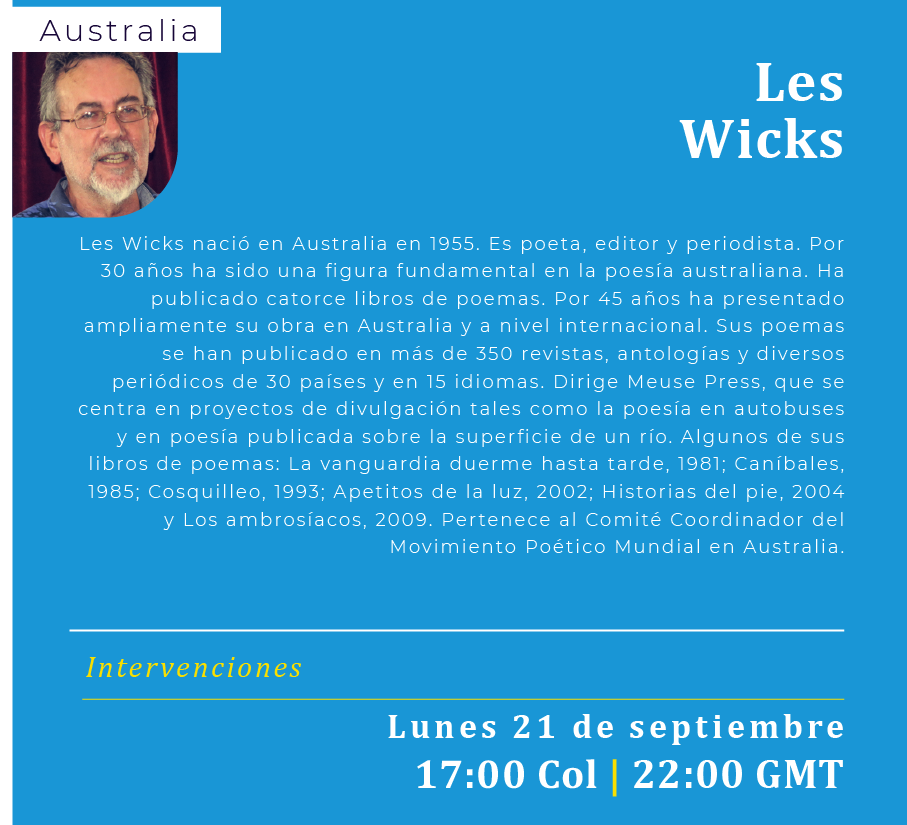 Australia
Les
Wicks
Les Wicks nació en Australia en 1955. Es poeta, editor y periodista. Por
30 años ha sido una figura fundamental en la poesía australiana. Ha
publicado catorce libros de poemas. Por 45 años ha presentado
ampliamente su obra en Australia y a nivel internacional. Sus poemas
se han publicado en más de 350 revistas, antologías y diversos
periódicos de 30 países y en 15 idiomas. Dirige Meuse Press, que se
centra en proyectos de divulgación tales como la poesía en autobuses
y en poesía publicada sobre la superficie de un río. Algunos de sus
libros de poemas: La vanguardia duerme hasta tarde, 1981; Caníbales,
1985; Cosquilleo, 1993; Apetitos de la luz, 2002; Historias del pie, 2004
y Los ambrosíacos, 2009. Pertenece al Comité Coordinador del
Movimiento Poético Mundial en Australia.
Intervenciones
Lunes 21 de septiembre
17:00 Col | 22:00 GMT